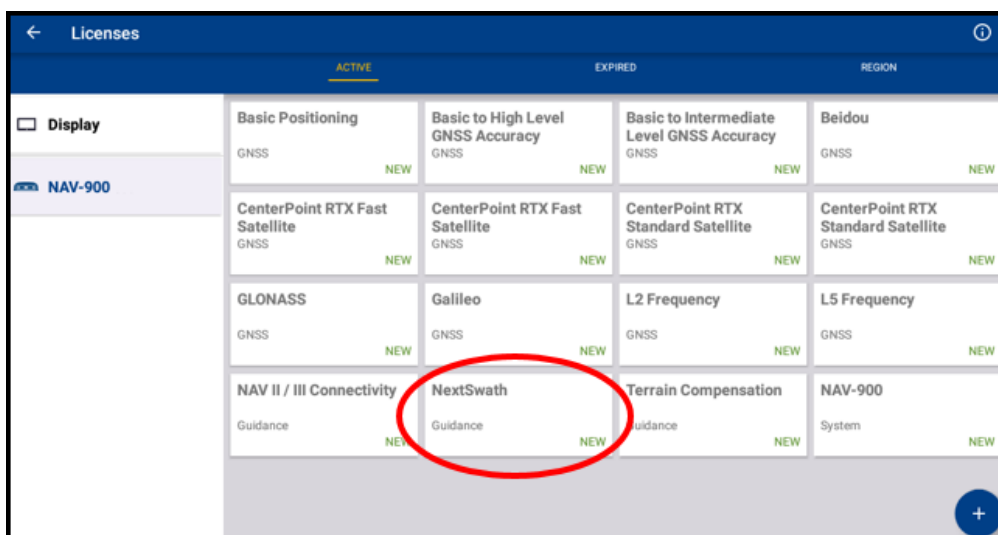 Licenses
ACTIVE EXPIRED REGION
Display
NAV-900
Basic Positioning
GNSS
NEW
Basic to High Level
GNSS Accuracy
GNSS
NEW
Basic to Intermediate
Level GNSS Accuracy
GNSS
NEW
Beidou
GNSS
NEW
CenterPoint RTX Fast
Satellite
GNSS
NEW
CenterPoint RTX Fast
Satellite
GNSS
NEW
CenterPoint RTX
Standard Satellite
GNSS
NEW
CenterPoint RTX
Standard Satellite
GNSS
NEW
GLONASS
GNSS
NEW
Galileo
GNSS
NEW
L2 Frequency
GNSS
NEW
L5 Frequency
GNSS
NEW
NAV II / III Connectivity
Guidance
NEW
NextSwath
Guidance
NEW
Terrain Compensation
Guidance
NEW
NAV-900
System
NEW